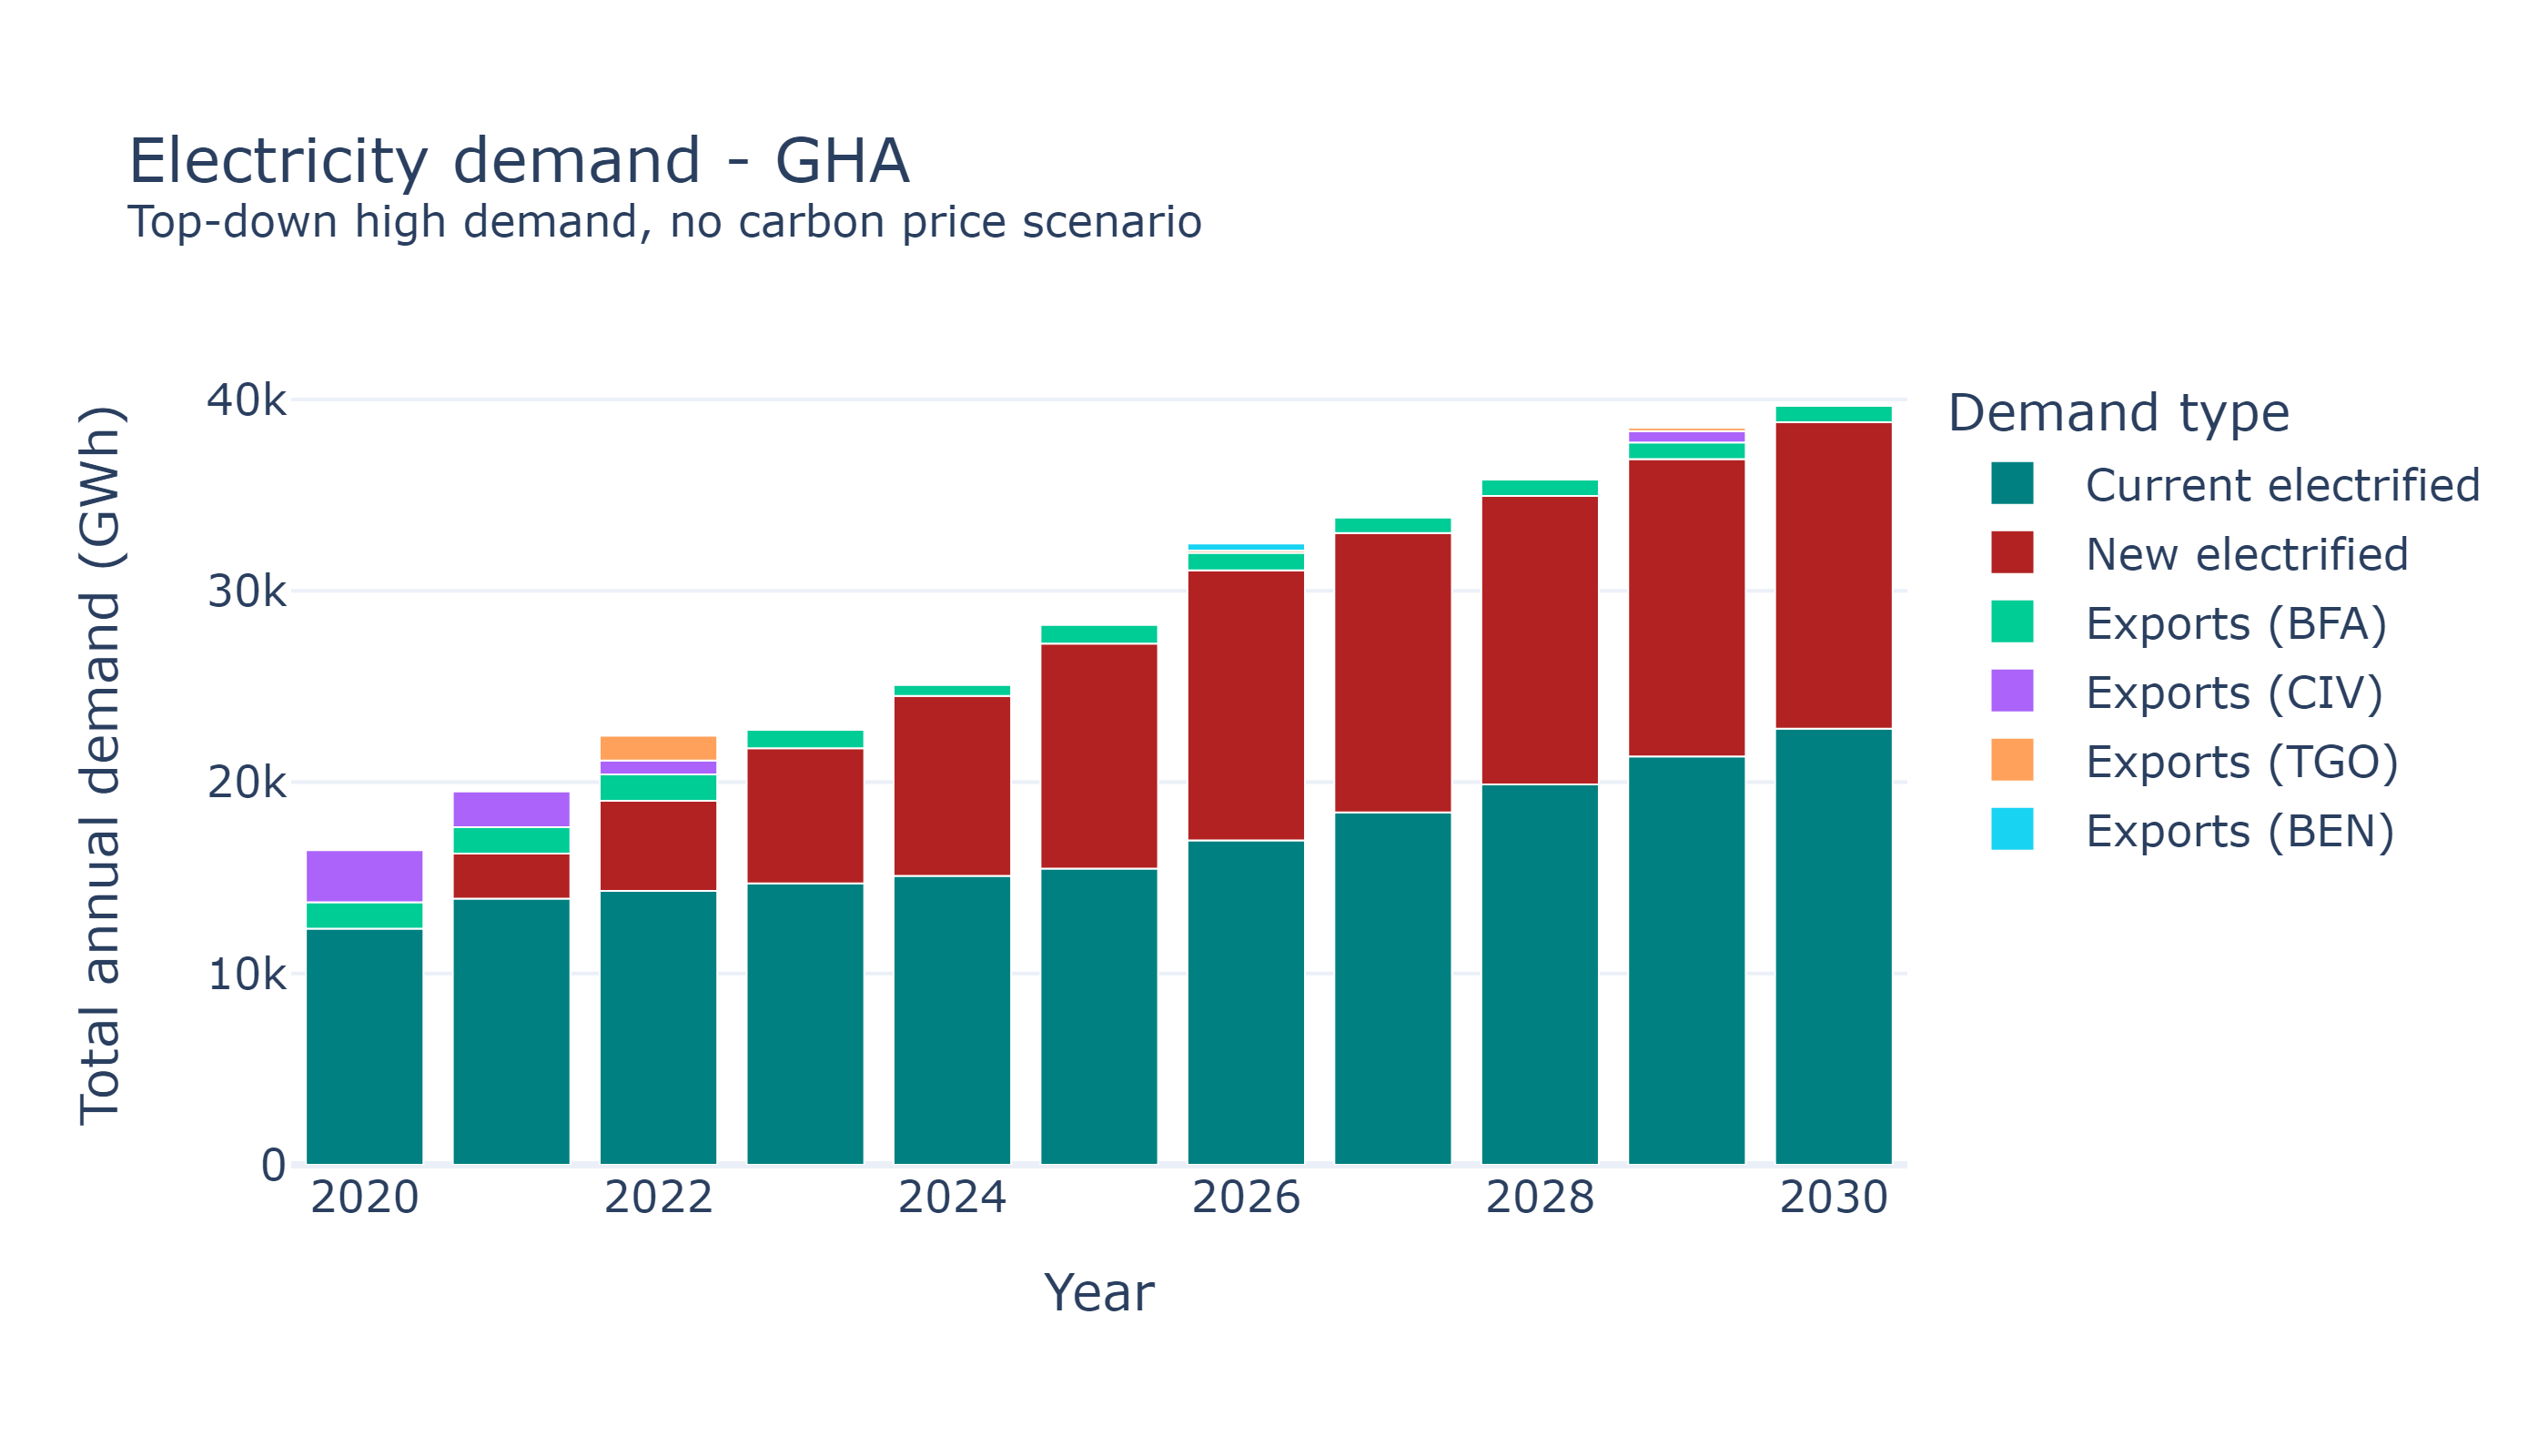 Electricity demand - GHA
Top-down high demand, no carbon price scenario
Total annual demand (GWh)
40k
30k
20k
10k
0
2020
2022
2024
2026
2028
2030
Year
Demand type
Current electrified
New electrified
Exports (BFA)
Exports (CIV)
Exports (TGO)
Exports (BEN)